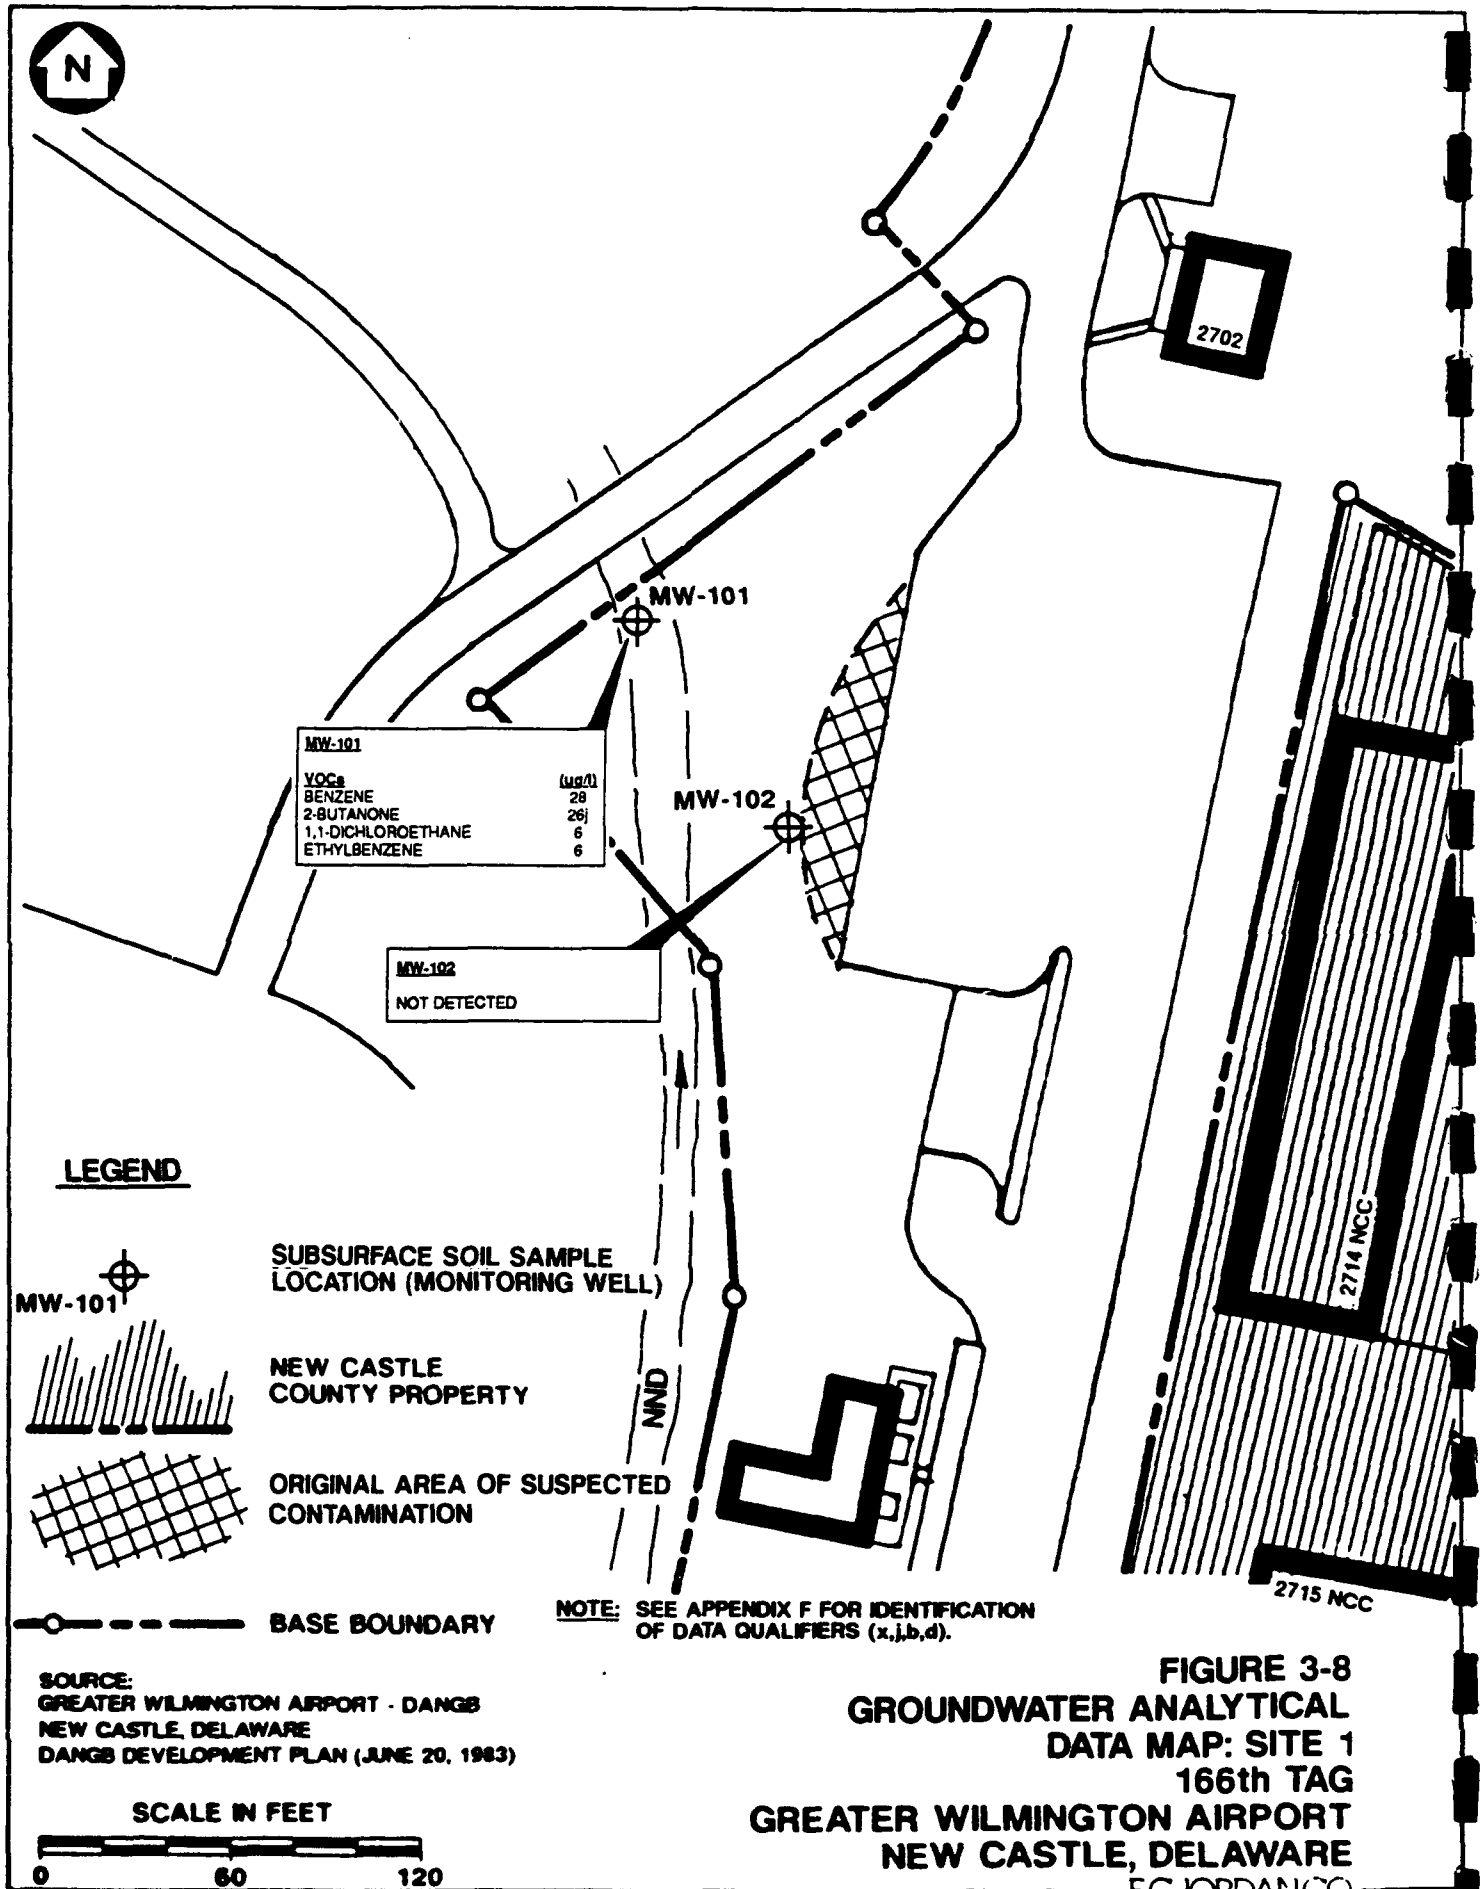 N
2702
MW-101
MW-101
VOCs (ug/l)
BENZENE 28
2-BUTANONE 26j
1,1-DICHLOROETHANE 6
ETHYLBENZENE 6
MW-102
MW-102
NOT DETECTED
2714 NCC
NND
2715 NCC
LEGEND
MW-101
SUBSURFACE SOIL SAMPLE
LOCATION (MONITORING WELL)
NEW CASTLE
COUNTY PROPERTY
ORIGINAL AREA OF SUSPECTED
CONTAMINATION
BASE BOUNDARY
NOTE: SEE APPENDIX F FOR IDENTIFICATION
OF DATA QUALIFIERS (x,j,b,d).
SOURCE:
GREATER WILMINGTON AIRPORT - DANGB
NEW CASTLE, DELAWARE
DANGB DEVELOPMENT PLAN (JUNE 20, 1983)
SCALE IN FEET
0 60 120
FIGURE 3-8
GROUNDWATER ANALYTICAL
DATA MAP: SITE 1
166th TAG
GREATER WILMINGTON AIRPORT
NEW CASTLE, DELAWARE
E.C. JORDAN CO